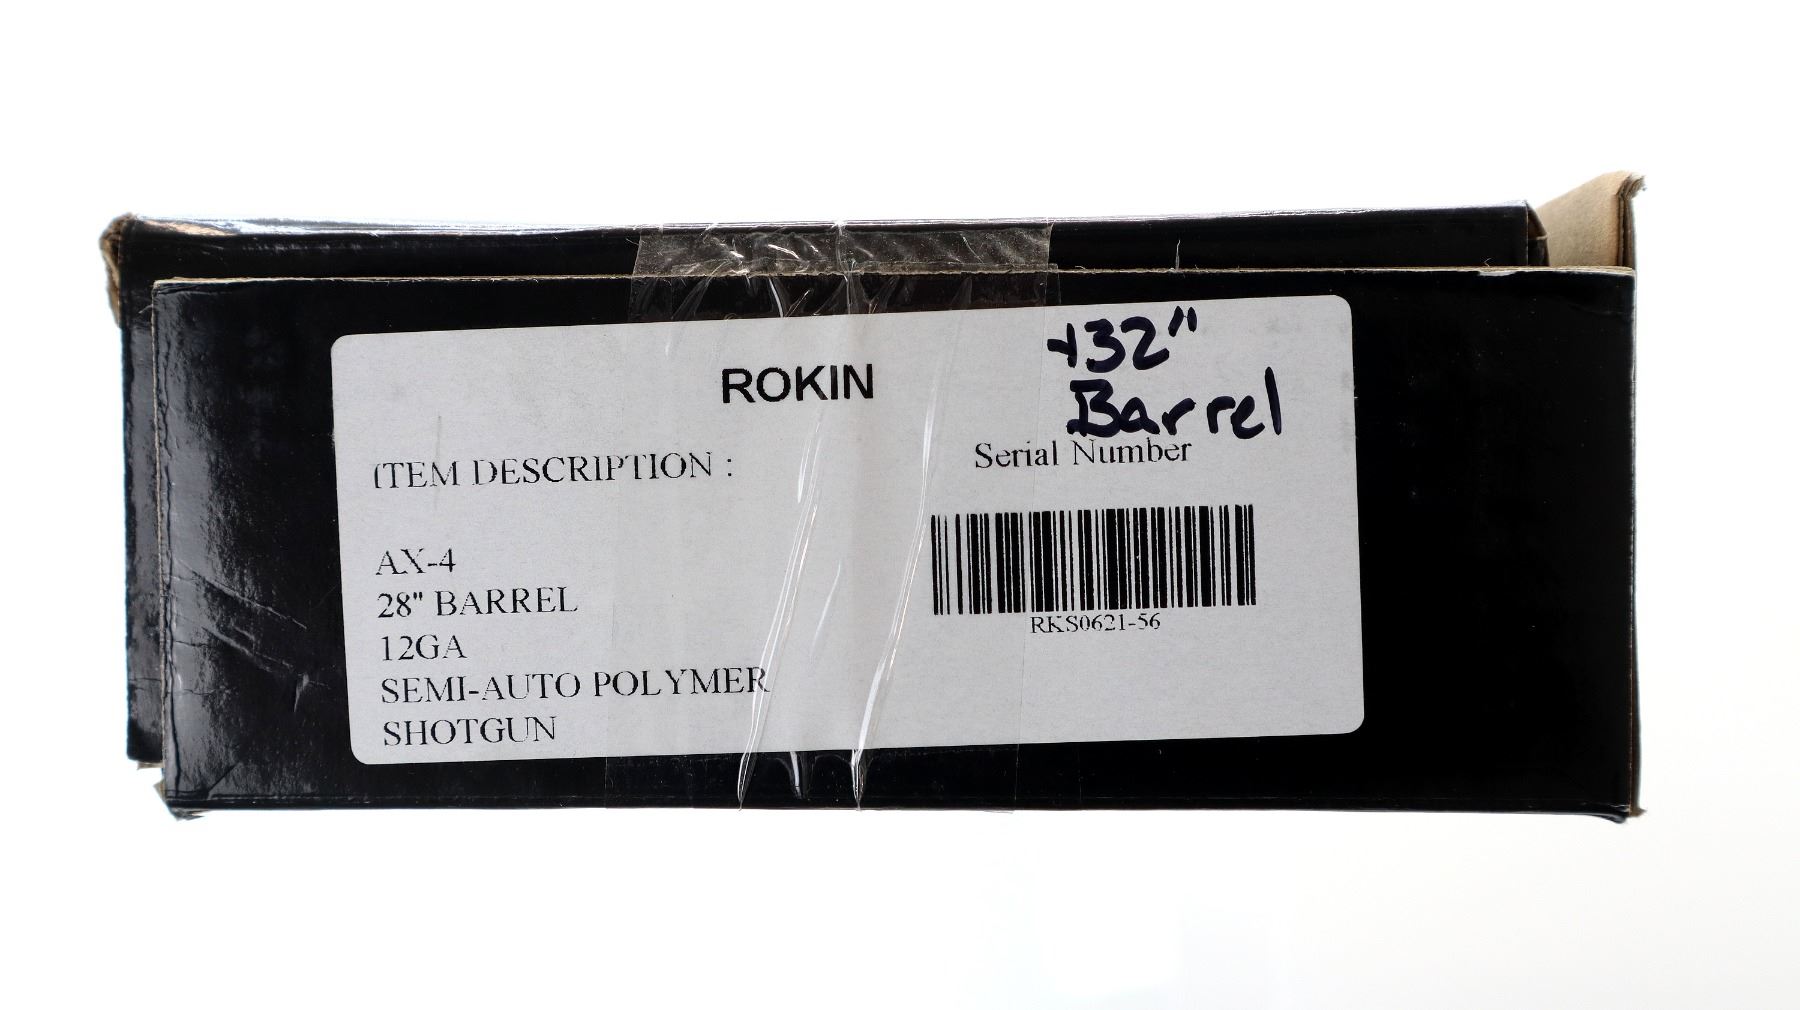 +32"
Barrel
ROKIN
ITEM DESCRIPTION :
Serial Number
AX-4
28" BARREL
12GA
SEMI-AUTO POLYMER
SHOTGUN
RKS0621-56